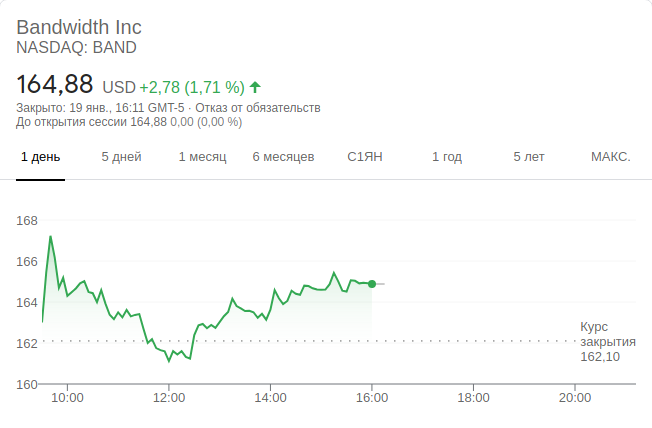 Bandwidth Inc
NASDAQ: BAND
164,88 USD +2,78 (1,71 %)
Закрыто: 19 янв., 16:11 GMT-5 · Отказ от обязательств
До открытия сессии 164,88 0,00 (0,00 %)
1 день 5 дней 1 месяц 6 месяцев С1ЯН 1 год 5 лет МАКС.
168
166
164
162
160
Курс
закрытия
162,10
10:00 12:00 14:00 16:00 18:00 20:00